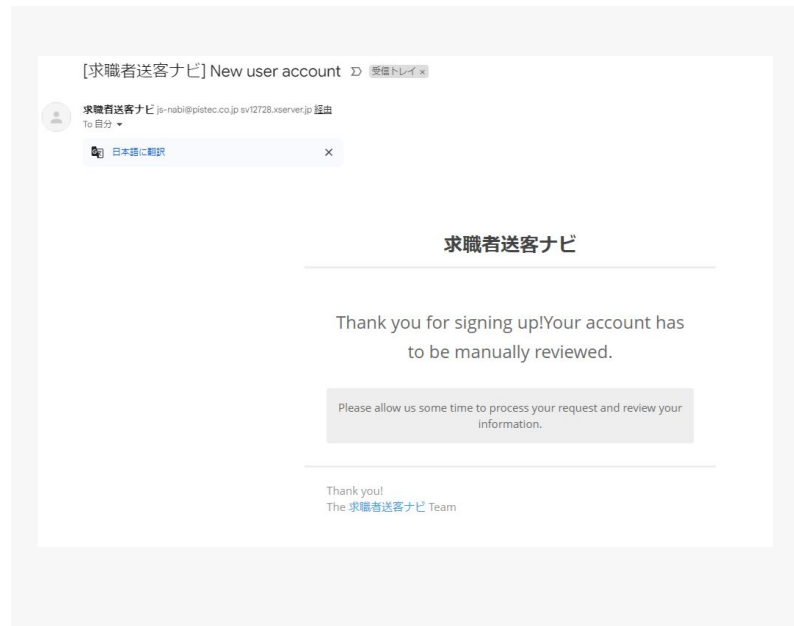 [求職者送客ナビ] New user account 受信トレイ ×
求職者送客ナビ js-nabi@pistec.co.jp sv12728.xserver.jp 経由
To 自分
日本語に翻訳 ×
求職者送客ナビ
Thank you for signing up!Your account has
to be manually reviewed.
Please allow us some time to process your request and review your
information.
Thank you!
The 求職者送客ナビ Team